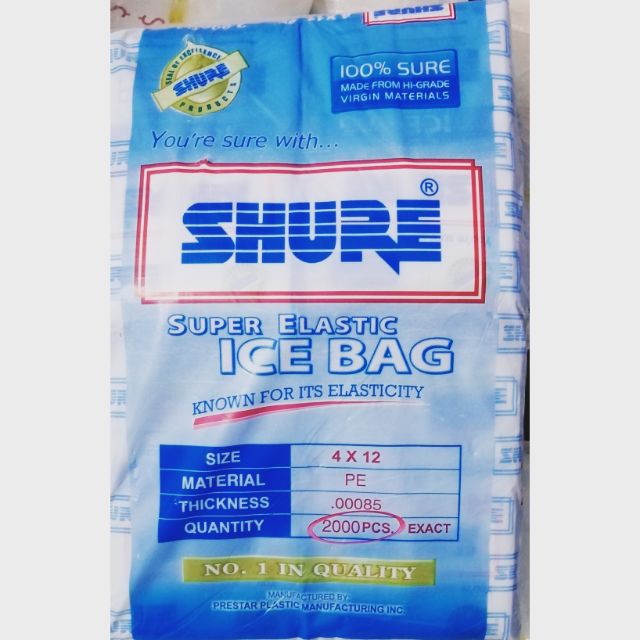 SHURE
SEAL OF EXCELLENCE
SHURE
PRODUCTS
100% SURE
MADE FROM HI-GRADE
VIRGIN MATERIALS
You're sure with...
SHURE®
SUPER ELASTIC
ICE BAG
KNOWN FOR ITS ELASTICITY
SIZE 4 X 12
MATERIAL PE
THICKNESS .00085
QUANTITY 2000PCS. EXACT
NO. 1 IN QUALITY
MANUFACTURED BY:
PRESTAR PLASTIC MANUFACTURING INC.